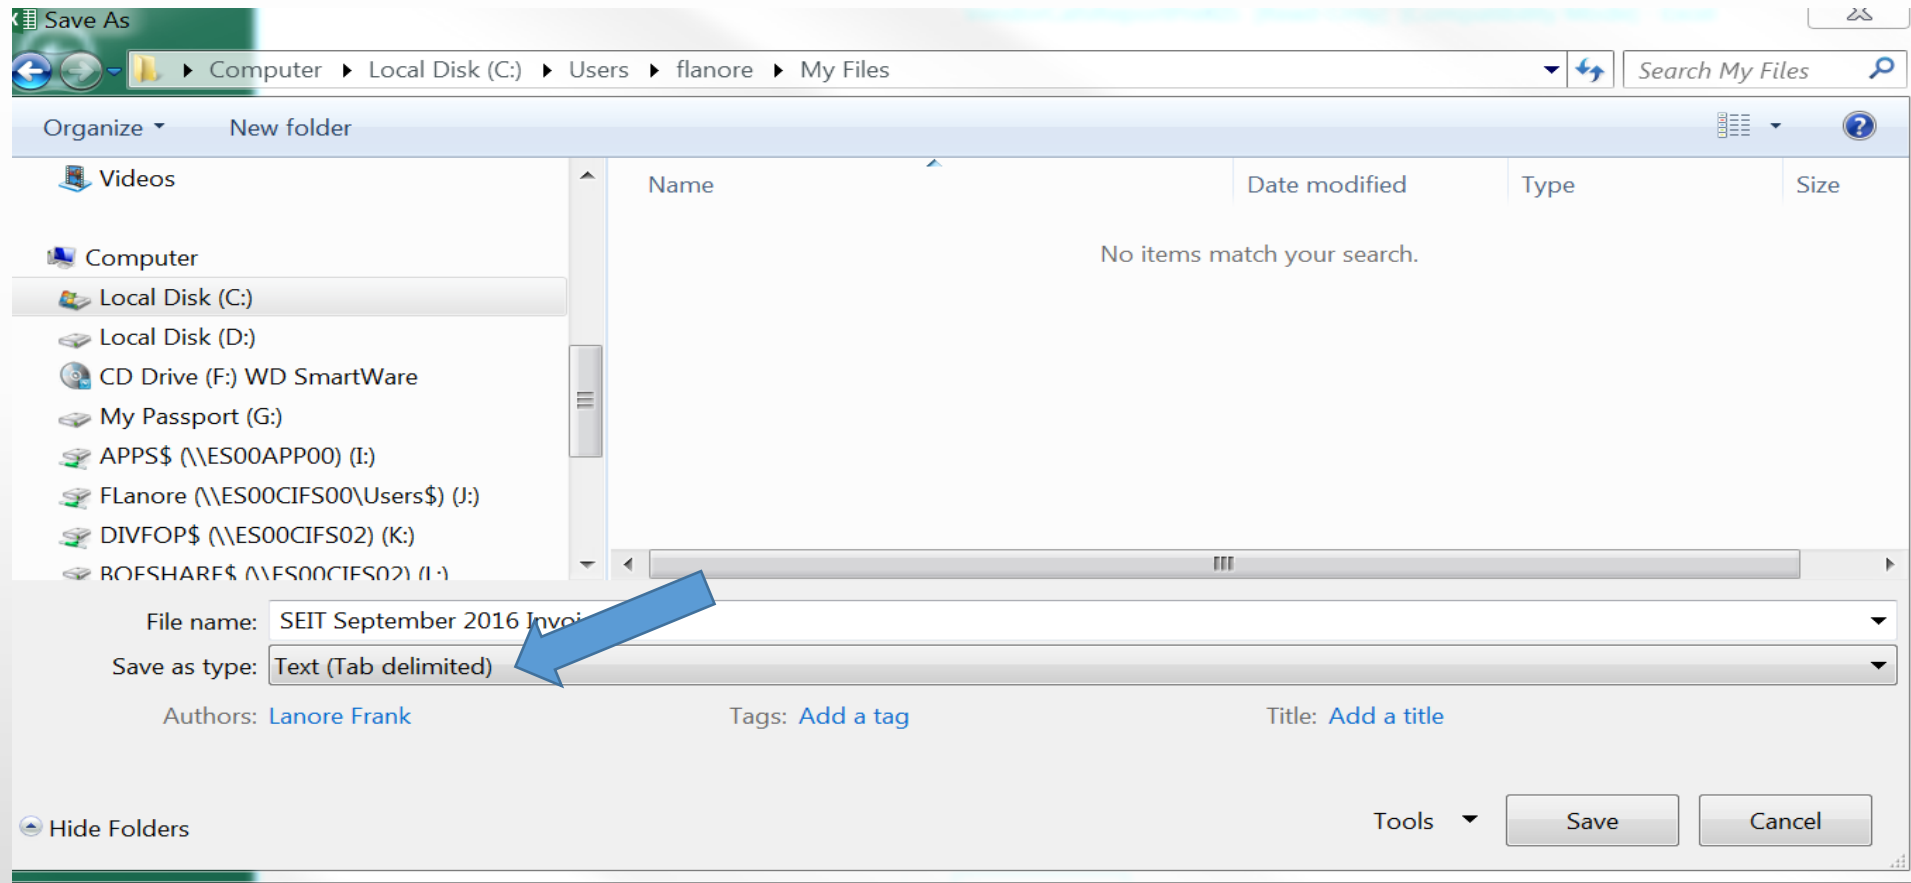 Save As
Computer Local Disk (C:) Users flanore My Files Search My Files
Organize New folder
Videos
Name Date modified Type Size
Computer
No items match your search.
Local Disk (C:)
Local Disk (D:)
CD Drive (F:) WD SmartWare
My Passport (G:)
APPS$ (\\ES00APP00) (I:)
FLanore (\\ES00CIFS00\Users$) (J:)
DIVFOP$ (\\ES00CIFS02) (K:)
BOESHARE$ (\\ES00CIFS02) (L:)
File name: SEIT September 2016
Save as type: Text (Tab delimited)
Authors: Lanore Frank Tags: Add a tag Title: Add a title
Hide Folders Tools Save Cancel